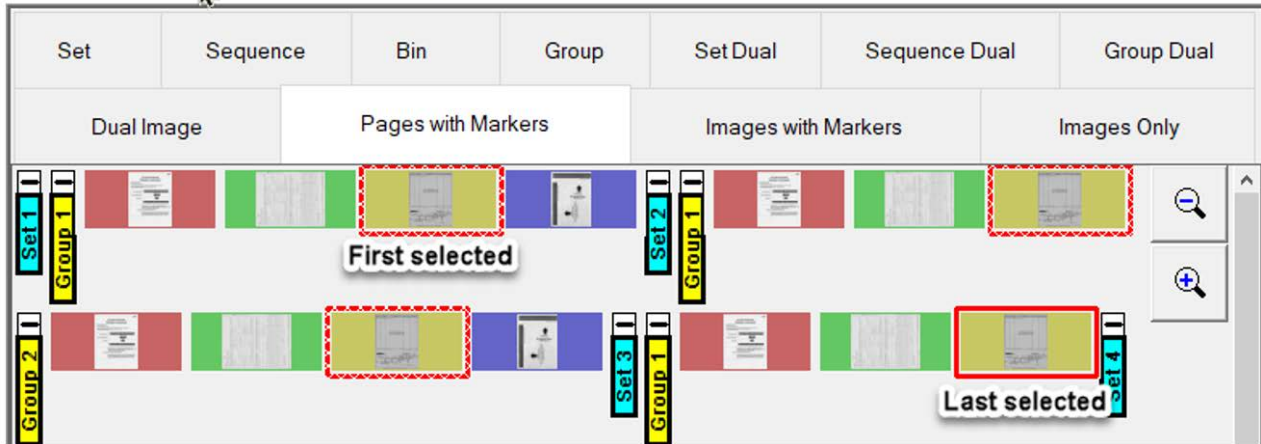 Set Sequence Bin Group Set Dual Sequence Dual Group Dual
Dual Image Pages with Markers Images with Markers Images Only
Set 1 Group 1 Set 2 Group 1
First selected
Group 2 Set 3 Group 1 Set 4
Last selected